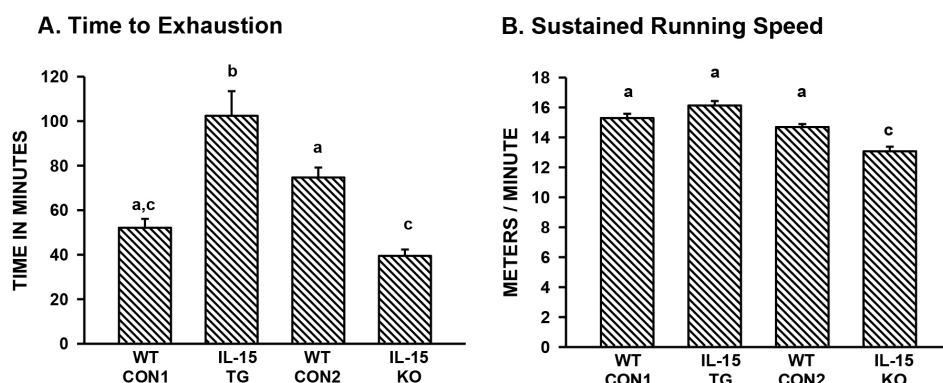 A. Time to Exhaustion
TIME IN MINUTES
120
100
80
60
40
20
0
a,c
b
a
c
WT
CON1
IL-15
TG
WT
CON2
IL-15
KO
B. Sustained Running Speed
METERS / MINUTE
18
16
14
12
10
8
6
4
2
0
a
a
a
c
WT
CON1
IL-15
TG
WT
CON2
IL-15
KO